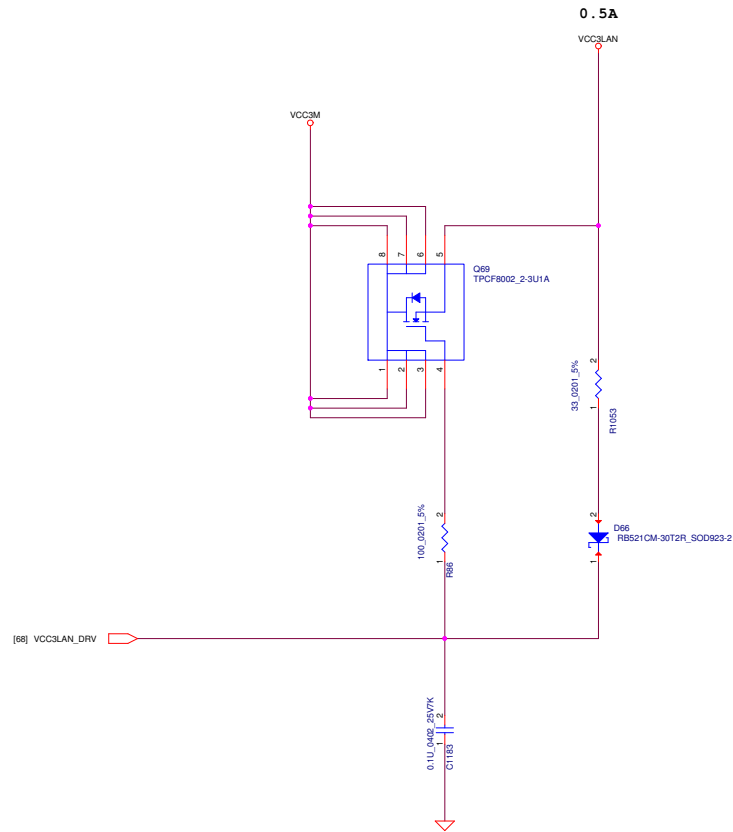 0.5A
VCC3LAN
VCC3M
8
7
6
5
Q69
TPCF8002_2-3U1A
1
2
3
4
33_0201_5%
2
1
R1053
100_0201_5%
2
1
R86
2
1
D66
RB521CM-30T2R_SOD923-2
[68] VCC3LAN_DRV
0.1U_0402_25V7K
2
1
C1183